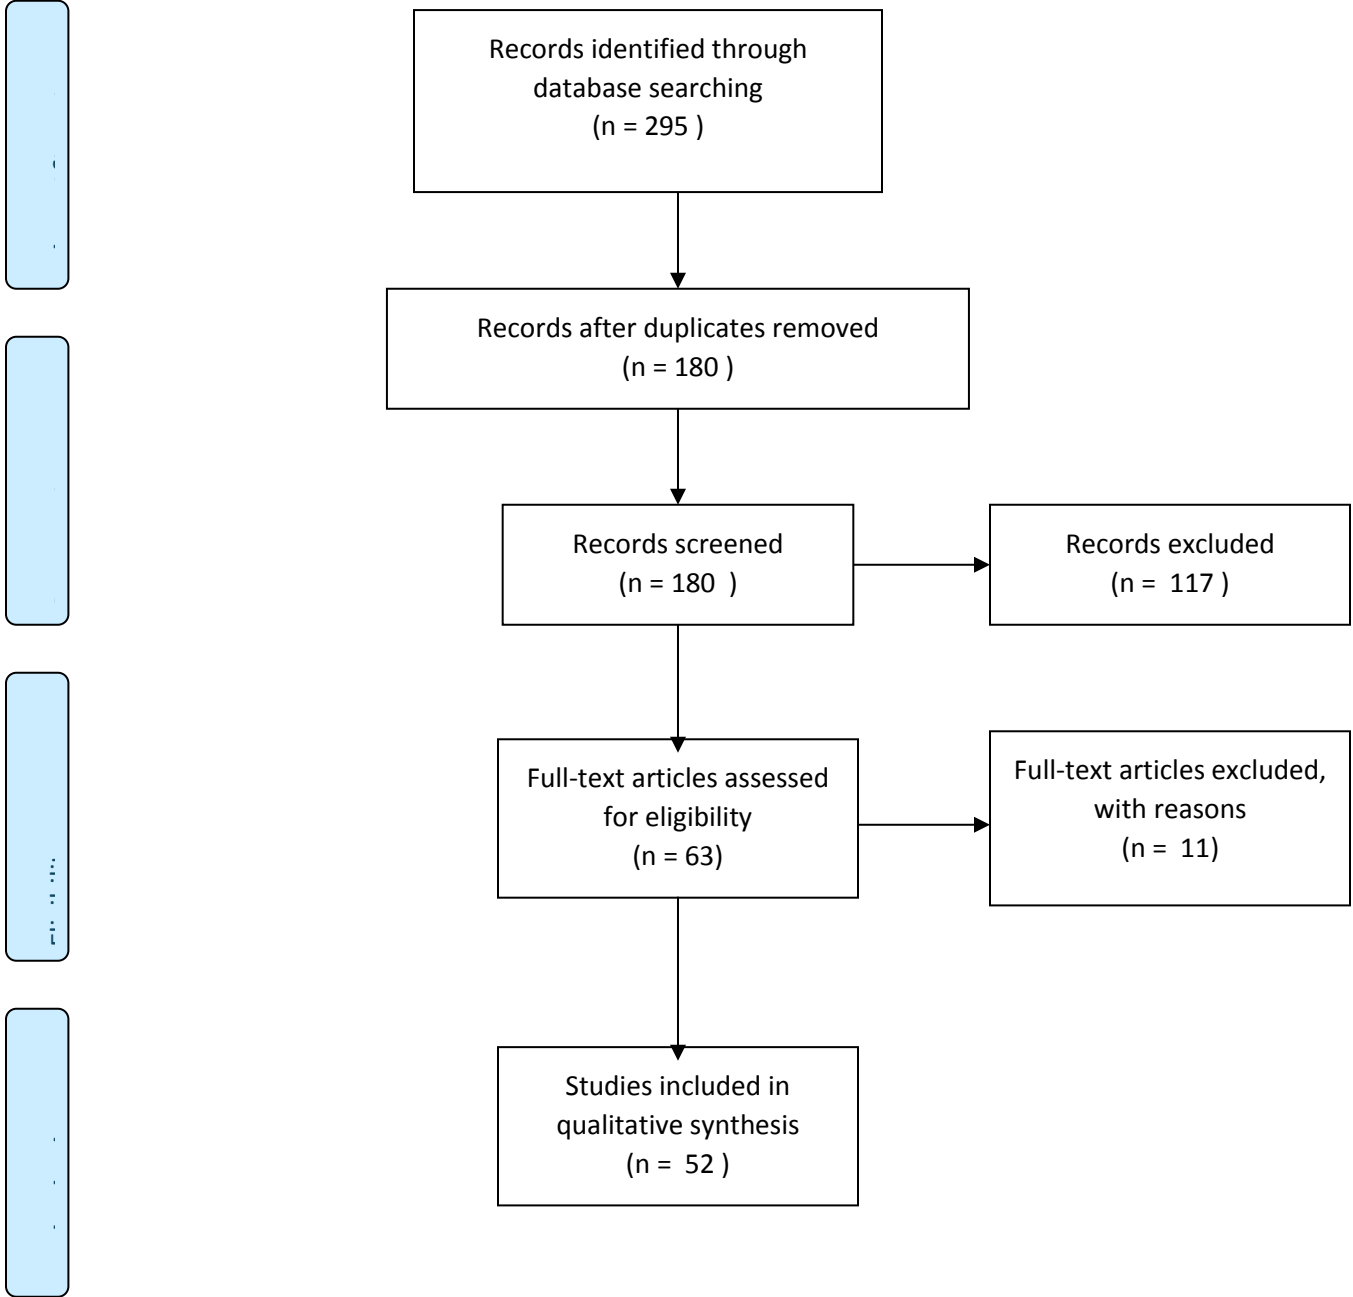 Records identified through
database searching
(n = 295 )
Records after duplicates removed
(n = 180 )
Records screened
(n = 180  )
Records excluded
(n =  117 )
Full-text articles assessed
for eligibility
(n = 63)
Full-text articles excluded,
with reasons
(n =  11)
Studies included in
qualitative synthesis
(n =  52 )